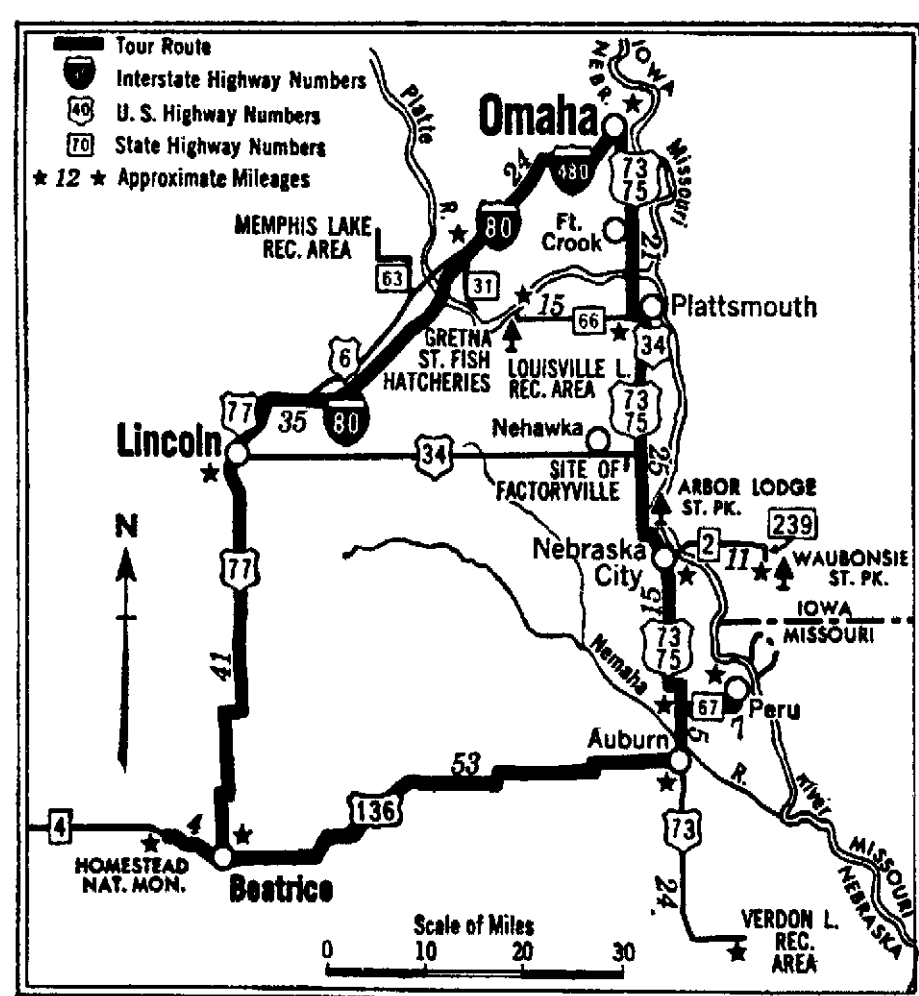 Tour Route
Interstate Highway Numbers
40
U. S. Highway Numbers
70
State Highway Numbers
★ 12 ★ Approximate Mileages
IOWA
NEBR.
Platte
R.
Omaha
24
480
73
75
Missouri
80
Ft.
Crook
21
MEMPHIS LAKE
REC. AREA
63
31
15
66
Plattsmouth
34
GRETNA
ST. FISH
HATCHERIES
LOUISVILLE L.
REC. AREA
6
73
75
77
35
80
Lincoln
Nehawka
34
SITE OF
FACTORYVILLE
25
ARBOR LODGE
ST. PK.
239
2
11
WAUBONSIE
ST. PK.
N
Nebraska
City
77
15
IOWA
MISSOURI
73
75
Nemaha
41
67
Peru
7
Auburn
5
R.
53
River
136
73
4
4
HOMESTEAD
NAT. MON.
Beatrice
MISSOURI
NEBRASKA
24
Scale of Miles
0 10 20 30
VERDON L.
REC.
AREA